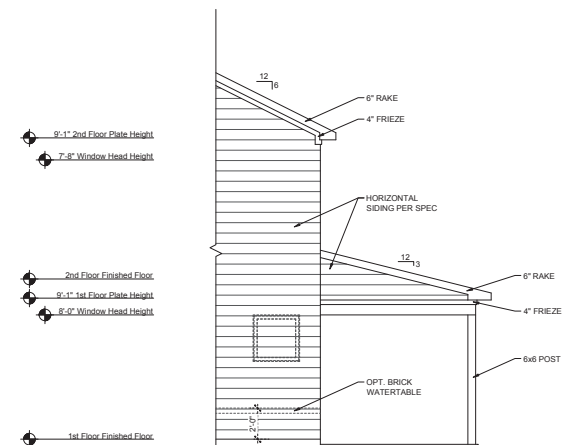 12
6
6" RAKE
4" FRIEZE
9'-1" 2nd Floor Plate Height
7'-8" Window Head Height
HORIZONTAL
SIDING PER SPEC
12
3
2nd Floor Finished Floor
6" RAKE
9'-1" 1st Floor Plate Height
8'-0" Window Head Height
4" FRIEZE
6x6 POST
OPT. BRICK
WATERTABLE
2'-0"
1st Floor Finished Floor